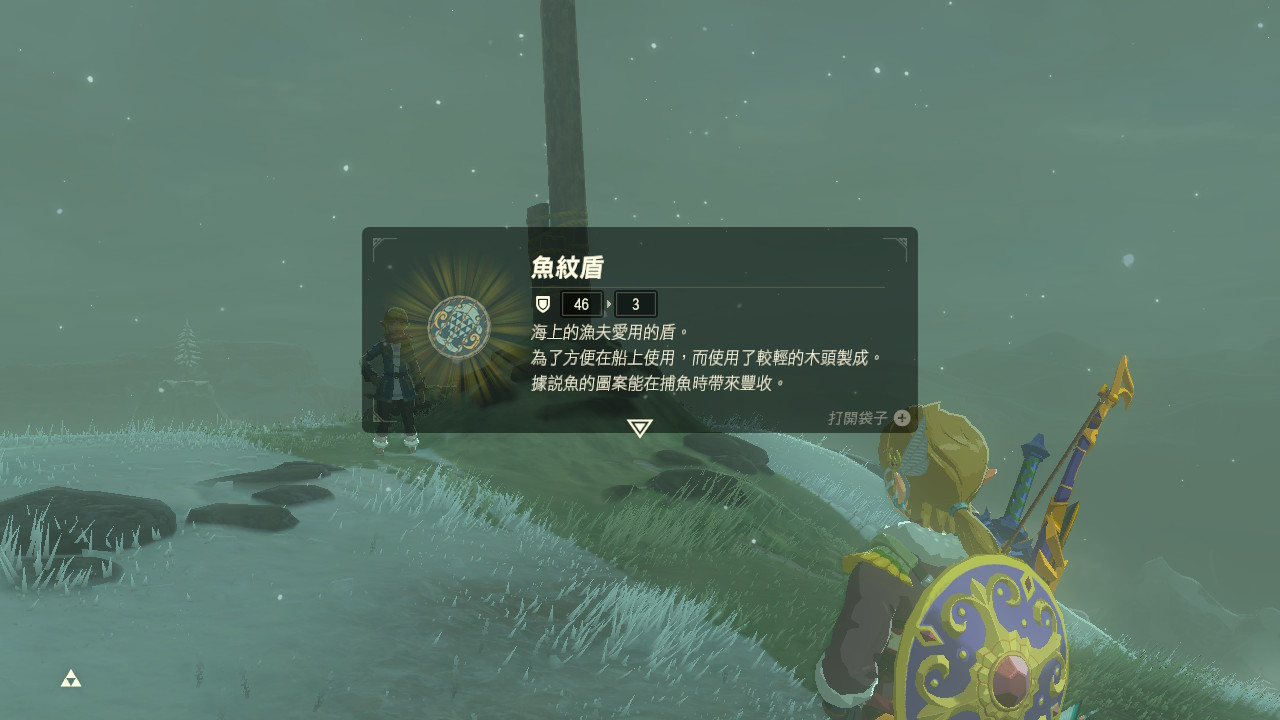 魚紋盾
46 3
海上的漁夫愛用的盾。
為了方便在船上使用，而使用了較輕的木頭製成。
據説魚的圖案能在捕魚時帶來豐收。
打開袋子